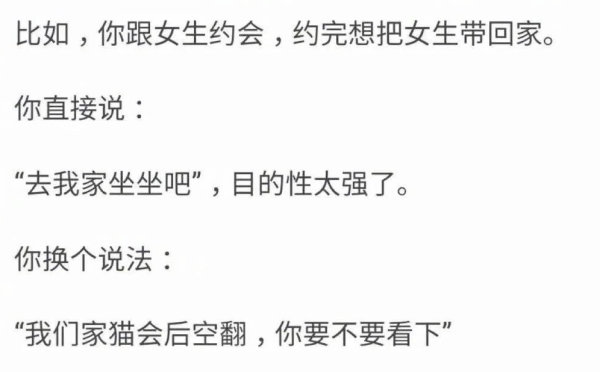 比如，你跟女生约会，约完想把女生带回家。
你直接说：
“去我家坐坐吧”，目的性太强了。
你换个说法：
“我们家猫会后空翻，你要不要看下”